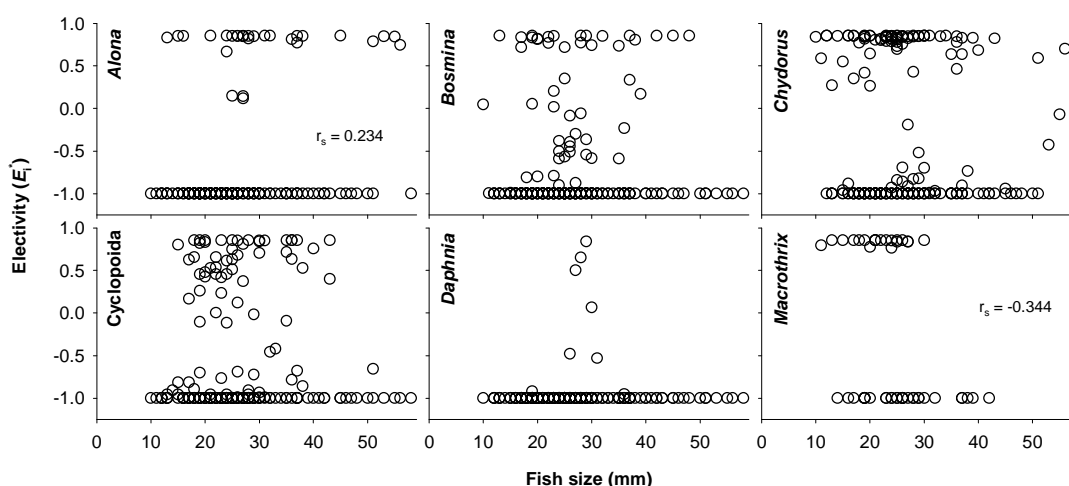 1.0
0.5
0.0
-0.5
-1.0
Alona
r_s = 0.234
Bosmina
Chydorus
Electivity (E_i^*)
1.0
0.5
0.0
-0.5
-1.0
Cyclopoida
Daphnia
Macrothrix
r_s = -0.344
0 10 20 30 40 50 0 10 20 30 40 50 0 10 20 30 40 50
Fish size (mm)